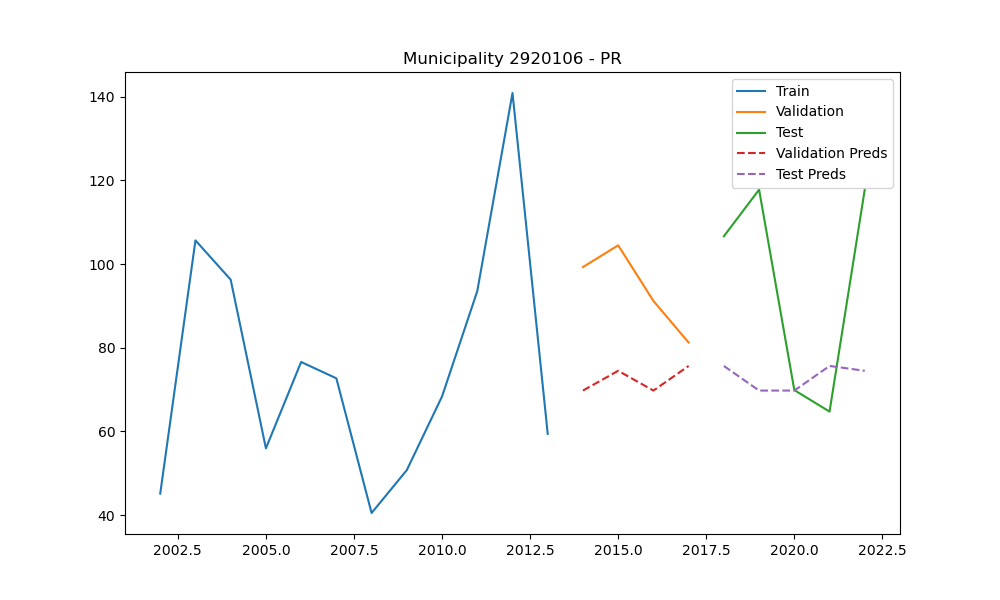 Municipality 2920106 - PR
Train
Validation
Test
Validation Preds
Test Preds
140
120
100
80
60
40
2002.5 2005.0 2007.5 2010.0 2012.5 2015.0 2017.5 2020.0 2022.5